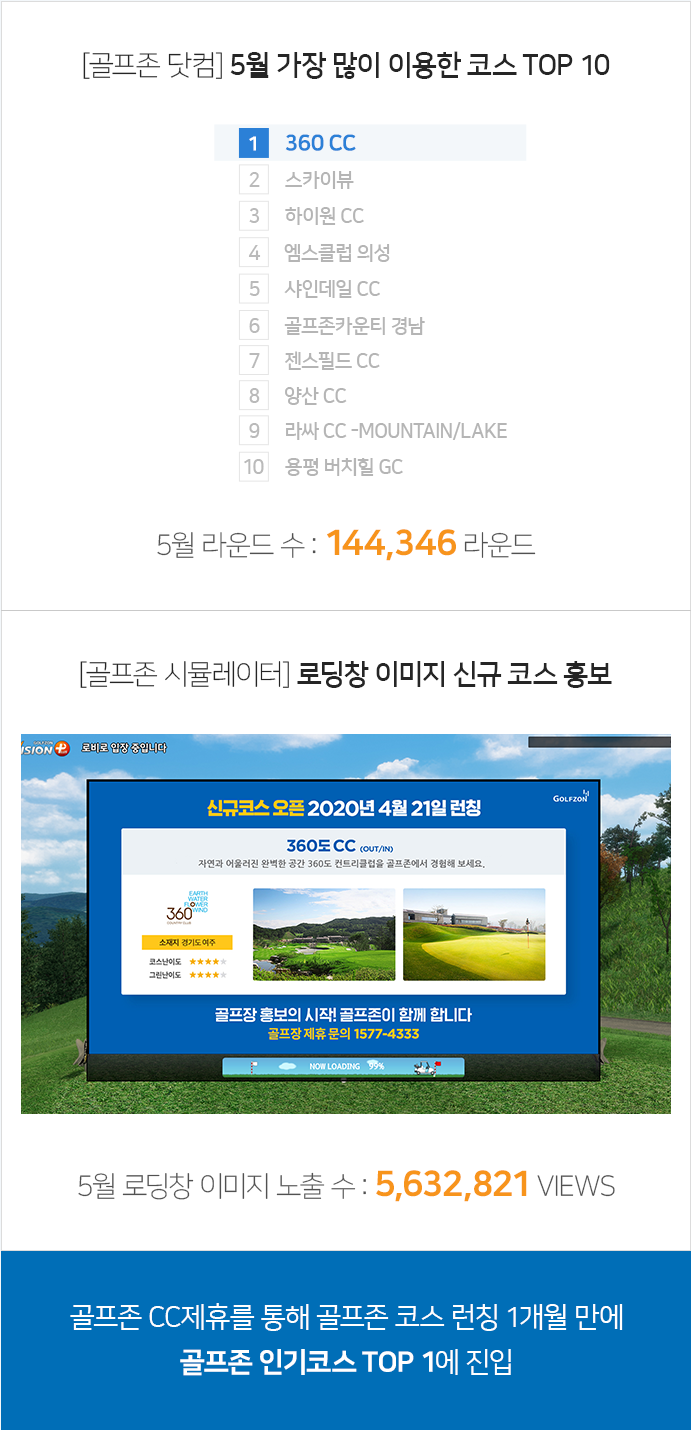 [골프존 닷컴] 5월 가장 많이 이용한 코스 TOP 10
1 360 CC
2 스카이뷰
3 하이원 CC
4 엠스클럽 의성
5 샤인데일 CC
6 골프존카운티 경남
7 젠스필드 CC
8 양산 CC
9 라싸 CC -MOUNTAIN/LAKE
10 용평 버치힐 GC
5월 라운드 수 : 144,346 라운드
[골프존 시뮬레이터] 로딩창 이미지 신규 코스 홍보
로비로 입장 중입니다
신규코스 오픈 2020년 4월 21일 런칭
GOLFZON
360도 CC (OUT/IN)
자연과 어우러진 완벽한 공간 360도 컨트리클럽을 골프존에서 경험해 보세요.
EARTH
WATER
FLOWER
WIND
360°
COUNTRY CLUB
소재지 경기도 여주
코스난이도 ★★★★★
그린난이도 ★★★★★
골프장 홍보의 시작! 골프존이 함께 합니다
골프장 제휴 문의 1577-4333
NOW LOADING 99%
5월 로딩창 이미지 노출 수 : 5,632,821 VIEWS
골프존 CC제휴를 통해 골프존 코스 런칭 1개월 만에
골프존 인기코스 TOP 1에 진입